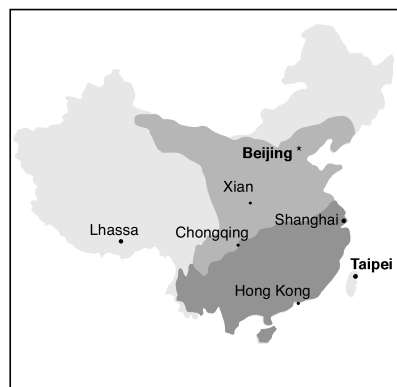 Beijing *
Xian
Shanghai
Lhassa
Chongqing
Taipei
Hong Kong